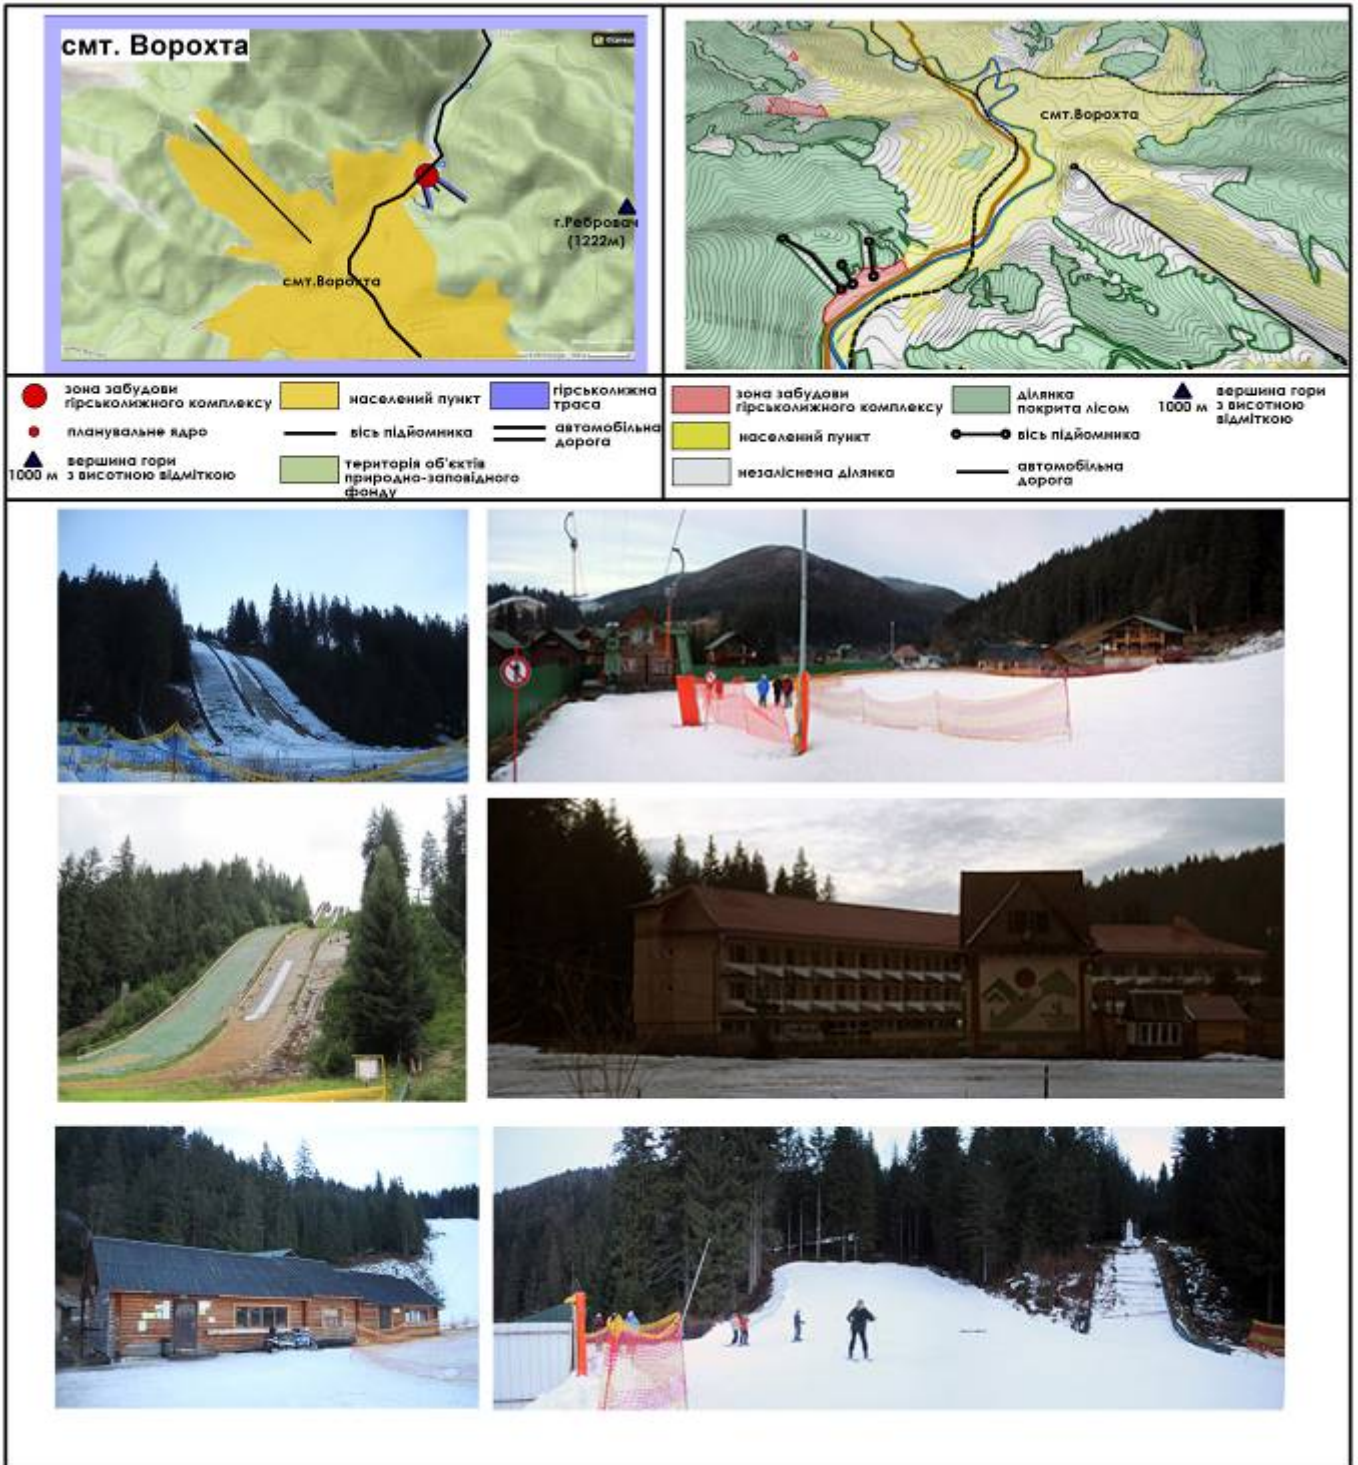 смт. Ворохта
г.Ребровач
(1222м)
смт.Ворохта
смт.Ворохта
зона забудови
гірськолижного комплексу
планувальне ядро
1000 м
вершина гори
з висотною відміткою
населений пункт
вісь підйомника
територія об'єктів
природно-заповідного
фонду
гірськолижна
траса
автомобільна
дорога
зона забудови
гірськолижного комплексу
населений пункт
незаліснена ділянка
ділянка
покрита лісом
вісь підйомника
автомобільна
дорога
1000 м
вершина гори
з висотною
відміткою